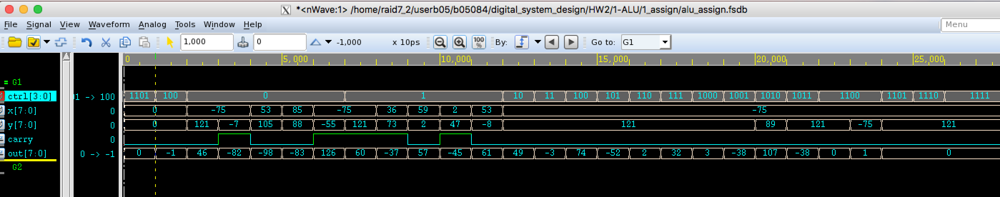 *<nWave:1> /home/raid7_2/userb05/b05084/digital_system_design/HW2/1-ALU/1_assign/alu_assign.fsdb
File Signal View Waveform Analog Tools Window Help Menu
1,000 0 -1,000 x 10ps 100 % By: Go to: G1
0 5,000 10,000 15,000 20,000 25,000
= G1
ctrl[3:0] 1 -> 100 1101 100 0 1 10 11 100 101 110 111 1000 1001 1010 1011 1100 1101 1110 1111
x[7:0] 0 0 -75 53 85 -75 36 59 2 53 -75
y[7:0] 0 0 121 -7 105 88 -55 121 73 2 47 -8 121 89 121 -75 121
carry 0
out[7:0] 0 -> -1 0 -1 46 -82 -98 -83 126 60 -37 57 -45 61 49 -3 74 -52 2 32 3 -38 107 -38 0 1 0
G2